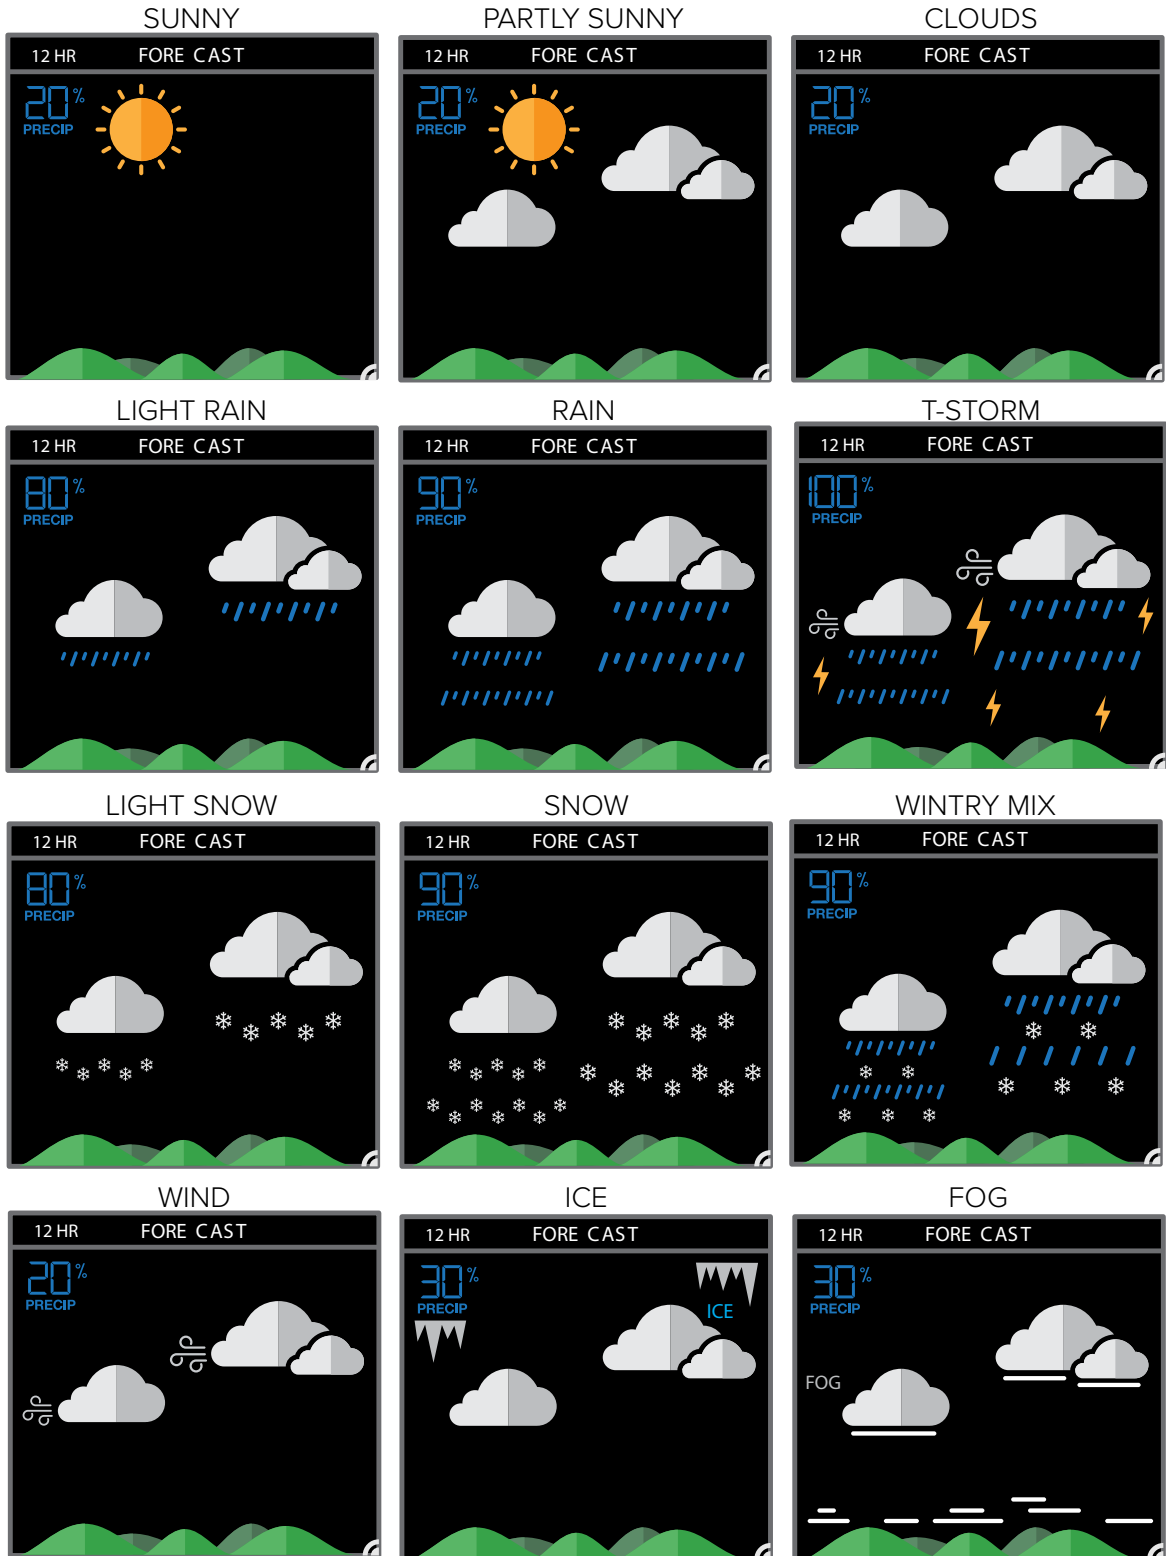 SUNNY PARTLY SUNNY CLOUDS
12 HR FORE CAST 12 HR FORE CAST 12 HR FORE CAST
20% 20% 20%
PRECIP PRECIP PRECIP
LIGHT RAIN RAIN T-STORM
12 HR FORE CAST 12 HR FORE CAST 12 HR FORE CAST
80% 90% 100%
PRECIP PRECIP PRECIP
LIGHT SNOW SNOW WINTRY MIX
12 HR FORE CAST 12 HR FORE CAST 12 HR FORE CAST
80% 90% 90%
PRECIP PRECIP PRECIP
WIND ICE FOG
12 HR FORE CAST 12 HR FORE CAST 12 HR FORE CAST
20% 30% 30%
PRECIP PRECIP ICE PRECIP
FOG